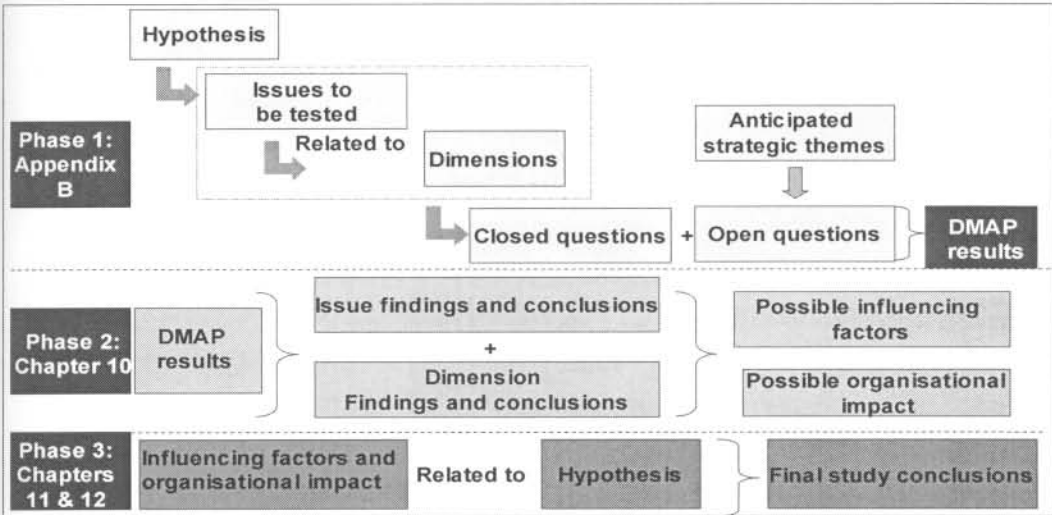 Hypothesis
Issues to
be tested
Related to
Dimensions
Anticipated
strategic themes
Phase 1:
Appendix
B
Closed questions
+
Open questions
DMAP
results
Phase 2:
Chapter 10
DMAP
results
Issue findings and conclusions
+
Dimension
Findings and conclusions
Possible influencing
factors
Possible organisational
impact
Phase 3:
Chapters
11 & 12
Influencing factors and
organisational impact
Related to
Hypothesis
Final study conclusions